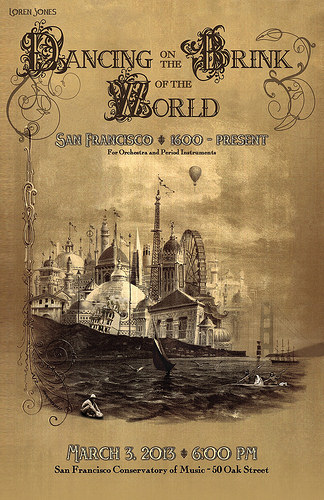 Loren Jones
Dancing on the Brink
of the
World
San Francisco ♦ 1600 - present
For Orchestra and Period Instruments
March 3, 2013 ♦ 6:00 PM
San Francisco Conservatory of Music ~ 50 Oak Street